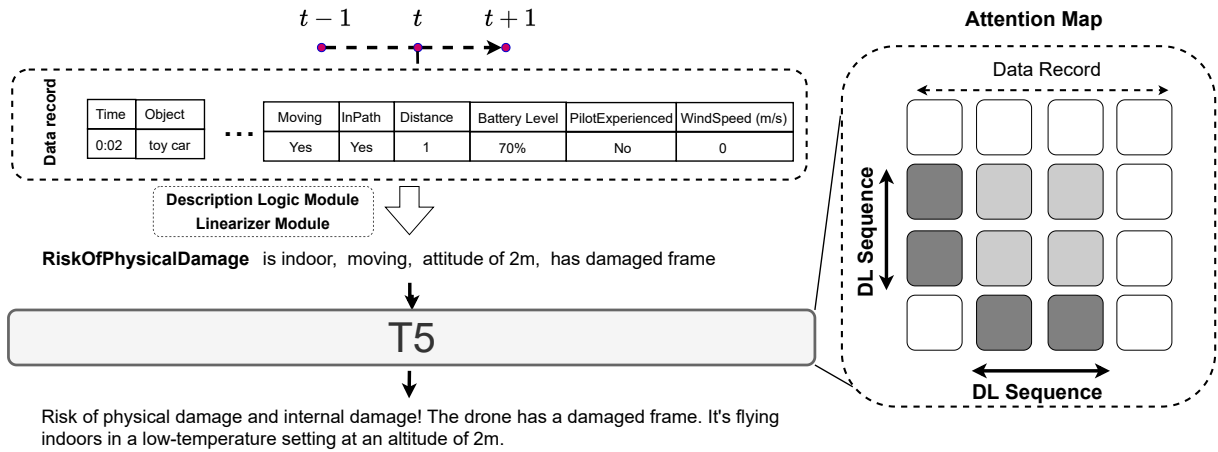 t − 1 t t + 1
Data record
Time Object Moving InPath Distance Battery Level PilotExperienced WindSpeed (m/s)
0:02 toy car ... Yes Yes 1 70% No 0
Description Logic Module
Linearizer Module
RiskOfPhysicalDamage is indoor, moving, attitude of 2m, has damaged frame
T5
Risk of physical damage and internal damage! The drone has a damaged frame. It's flying
indoors in a low-temperature setting at an altitude of 2m.
Attention Map
Data Record
DL Sequence
DL Sequence